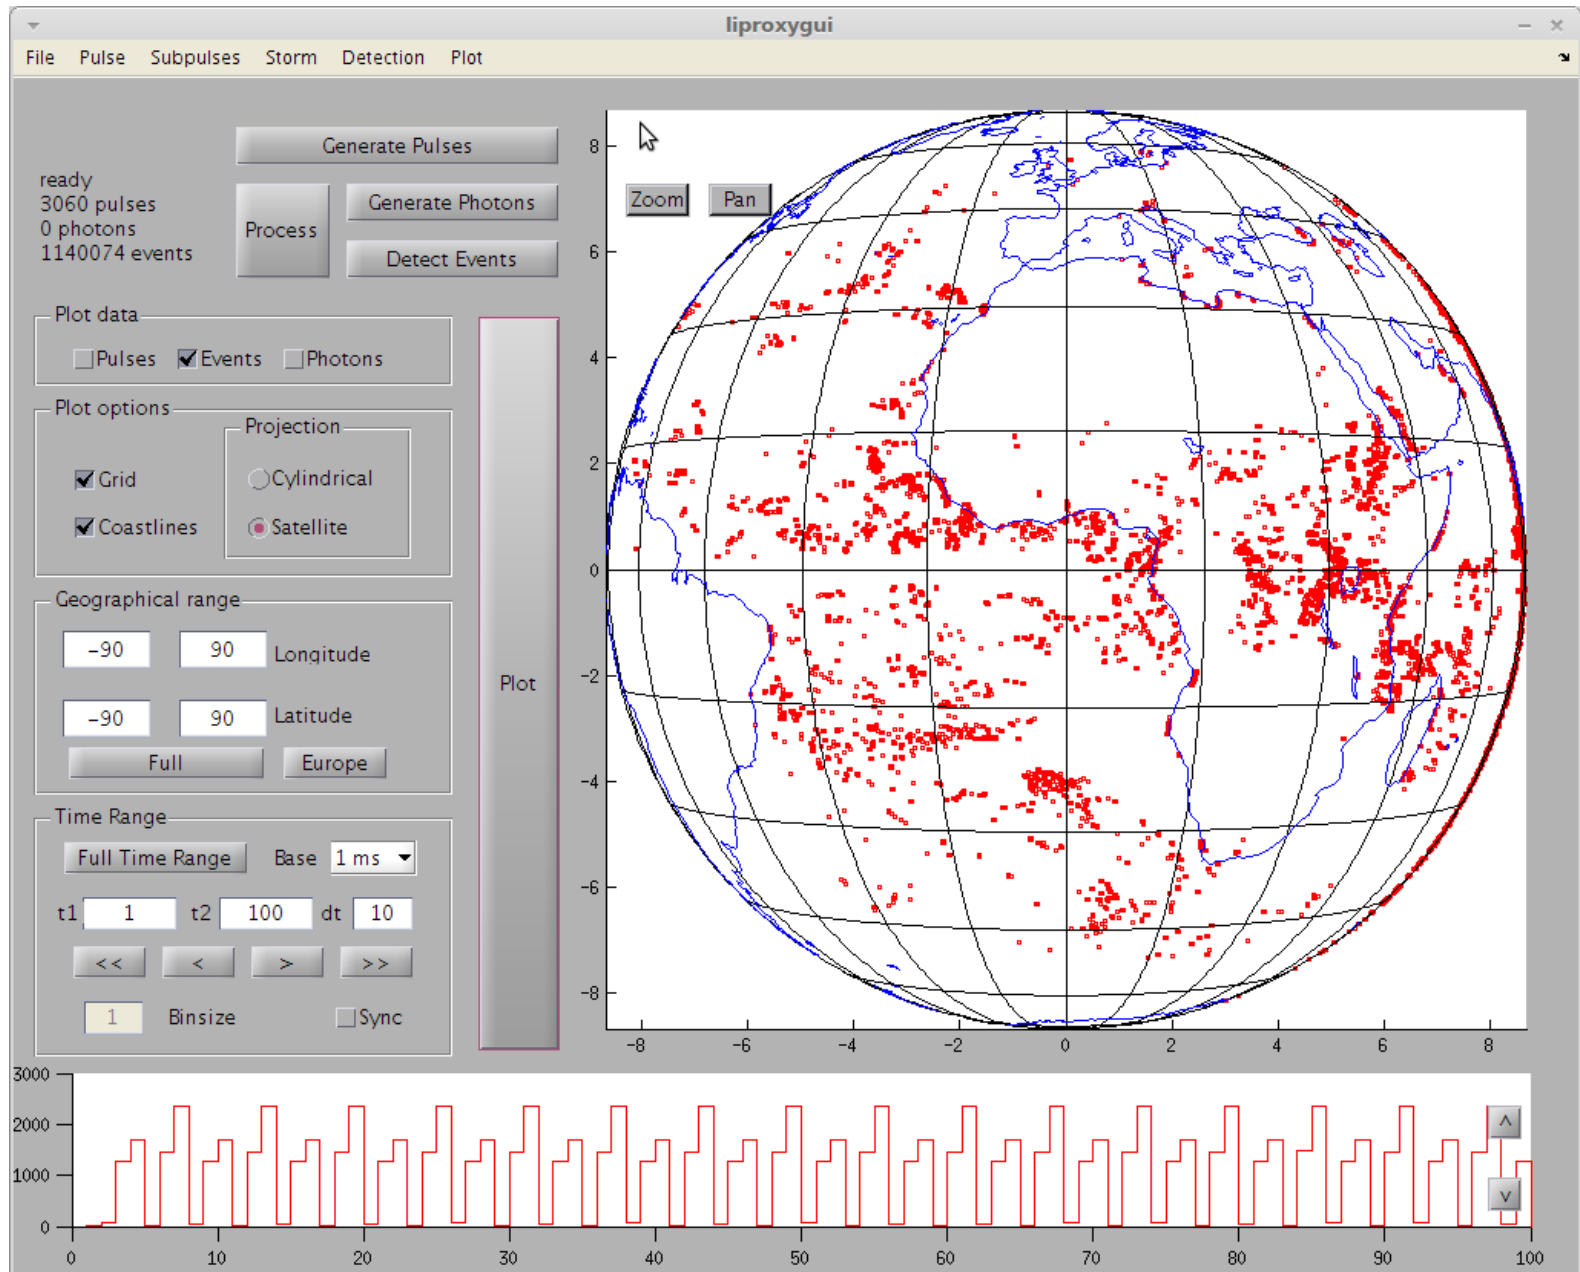 liproxygui
File Pulse Subpulses Storm Detection Plot
Generate Pulses
ready
3060 pulses
0 photons
1140074 events
Process
Generate Photons
Detect Events
Plot data
Pulses Events Photons
Plot options
Projection
Grid
Cylindrical
Coastlines
Satellite
Geographical range
-90 90 Longitude
-90 90 Latitude
Full Europe
Time Range
Full Time Range Base 1 ms
t1 1 t2 100 dt 10
<< < > >>
1 Binsize Sync
Plot
Zoom Pan
8
6
4
2
0
-2
-4
-6
-8
-8 -6 -4 -2 0 2 4 6 8
3000
2000
1000
0
0 10 20 30 40 50 60 70 80 90 100
^
v